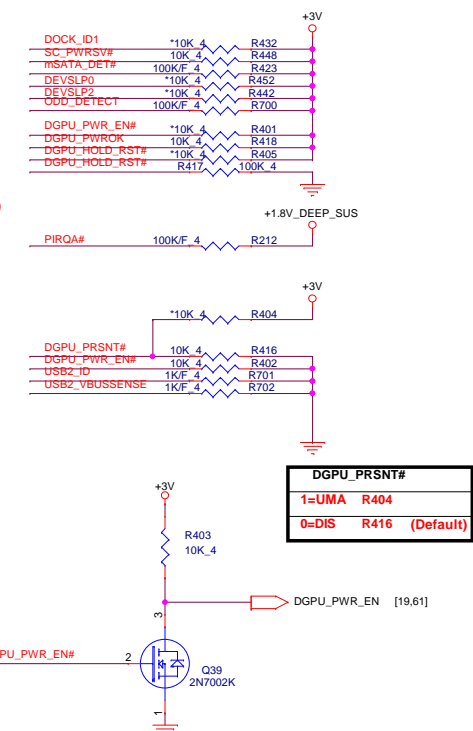 +3V
DOCK_ID1 *10K_4 R432
SC_PWRSV# 10K_4 R448
mSATA_DET# 100K/F_4 R423
DEVSLP0 *10K_4 R452
DEVSLP2 *10K_4 R442
ODD_DETECT 100K/F_4 R700
DGPU_PWR_EN# *10K_4 R401
DGPU_PWROK 10K_4 R418
DGPU_HOLD_RST# *10K_4 R405
DGPU_HOLD_RST# R417 100K_4
+1.8V_DEEP_SUS
PIRQA# 100K/F_4 R212
+3V
*10K_4 R404
DGPU_PRSNT# 10K_4 R416
DGPU_PWR_EN# 10K_4 R402
USB2_ID 1K/F_4 R701
USB2_VBUSSENSE 1K/F_4 R702
DGPU_PRSNT#
1=UMA R404
0=DIS R416 (Default)
+3V
R403
10K_4
3
DGPU_PWR_EN [19,61]
PU_PWR_EN# 2
Q39
2N7002K
1